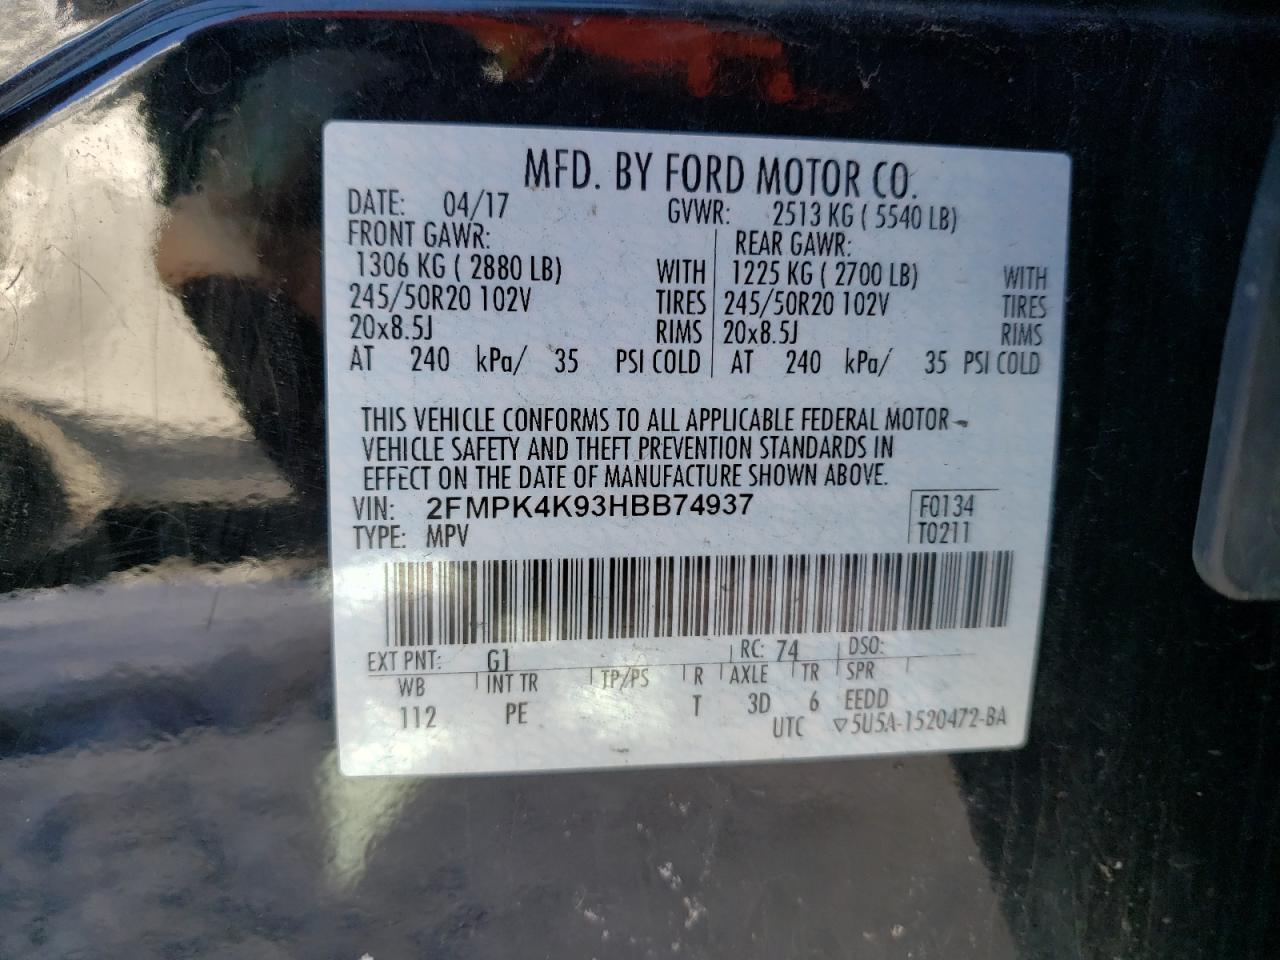 MFD. BY FORD MOTOR CO.
DATE: 04/17 GVWR: 2513 KG ( 5540 LB)
FRONT GAWR: REAR GAWR:
1306 KG ( 2880 LB) WITH 1225 KG ( 2700 LB) WITH
245/50R20 102V TIRES 245/50R20 102V TIRES
20x8.5J RIMS 20x8.5J RIMS
AT 240 kPa/ 35 PSI COLD AT 240 kPa/ 35 PSI COLD
THIS VEHICLE CONFORMS TO ALL APPLICABLE FEDERAL MOTOR
VEHICLE SAFETY AND THEFT PREVENTION STANDARDS IN
EFFECT ON THE DATE OF MANUFACTURE SHOWN ABOVE.
VIN: 2FMPK4K93HBB74937 F0134
TYPE: MPV T0211
EXT PNT: G1 RC: 74 DSO:
WB INT TR TP/PS R AXLE TR SPR
112 PE T 3D 6 EEDD
UTC ▽5U5A-1520472-BA